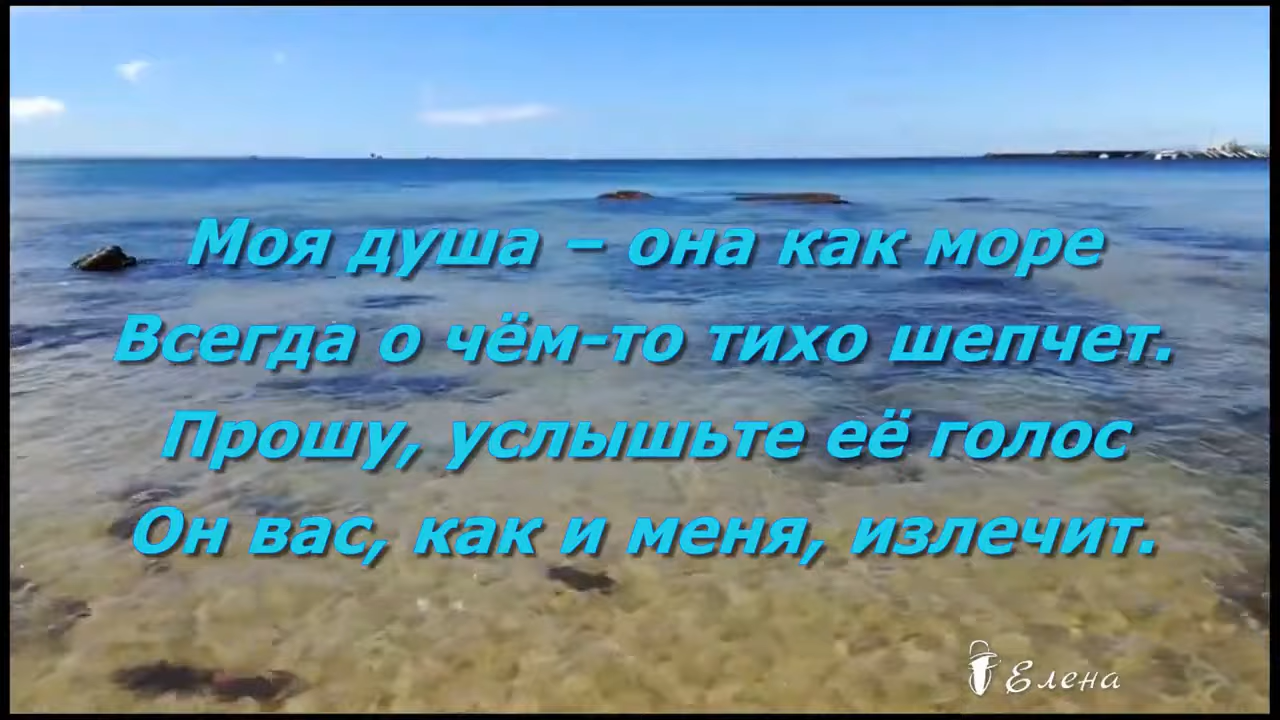 Моя душа – она как море
Всегда о чём-то тихо шепчет.
Прошу, услышьте её голос
Он вас, как и меня, излечит.
Елена